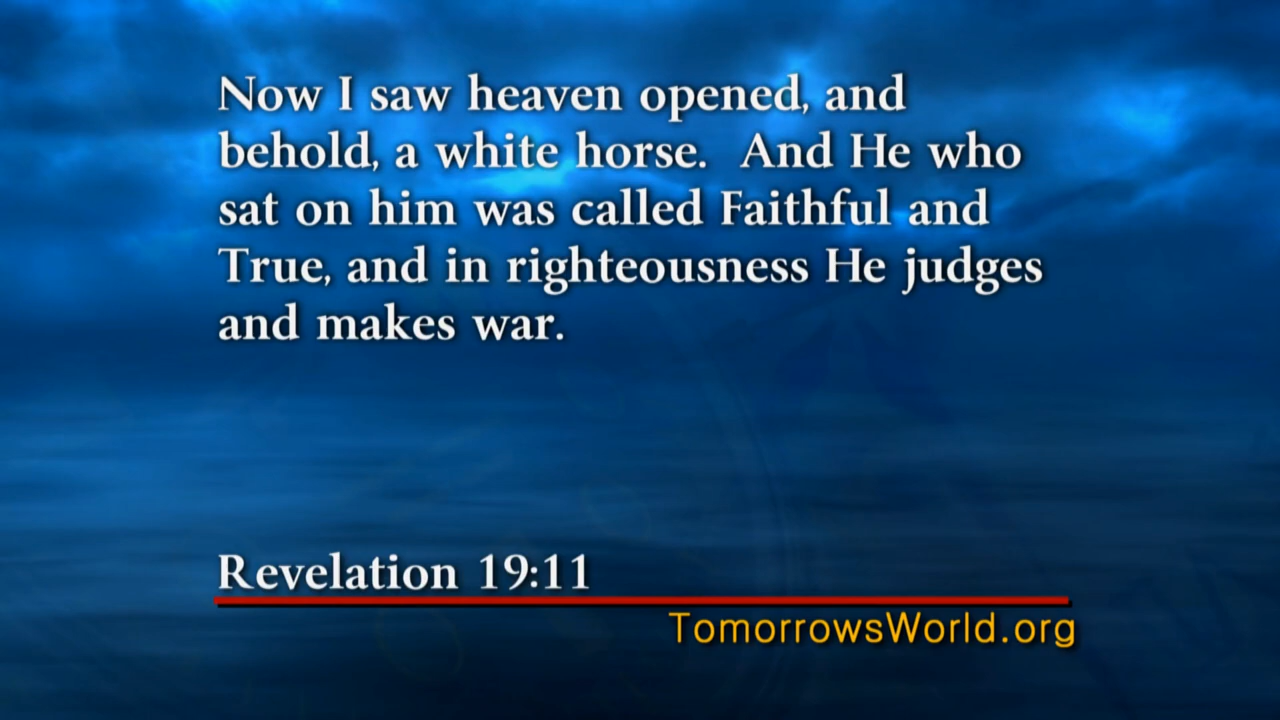 Now I saw heaven opened, and
behold, a white horse.  And He who
sat on him was called Faithful and
True, and in righteousness He judges
and makes war.
Revelation 19:11
TomorrowsWorld.org